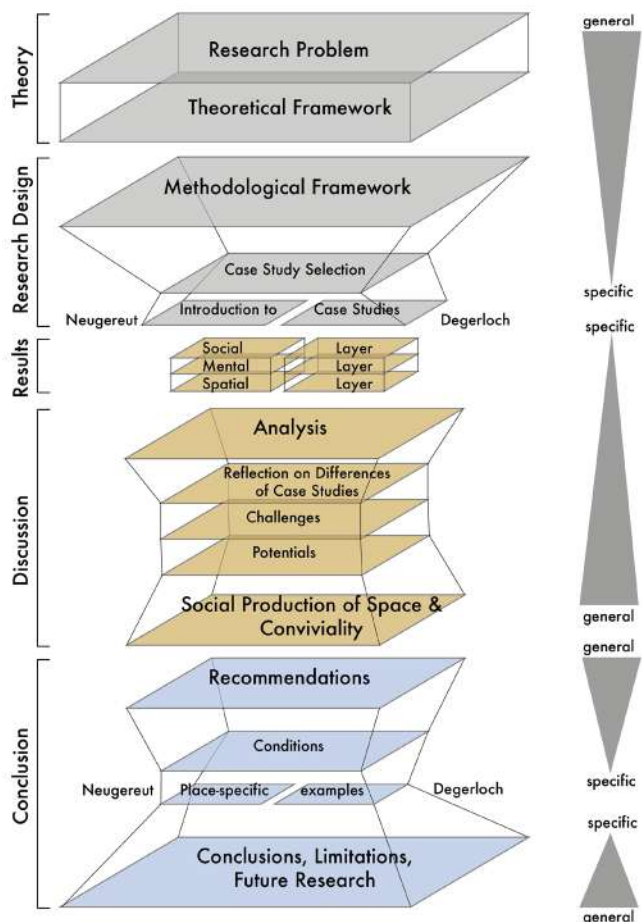 general
Theory
Research Problem
Theoretical Framework
Research Design
Methodological Framework
Case Study Selection
Introduction to
Case Studies
Neugereut
Degerloch
specific
specific
Results
Social
Layer
Mental
Layer
Spatial
Layer
Discussion
Analysis
Reflection on Differences
of Case Studies
Challenges
Potentials
Social Production of Space &
Conviviality
general
general
Conclusion
Recommendations
Conditions
Neugereut
Place-specific
examples
Degerloch
specific
specific
Conclusions, Limitations,
Future Research
general